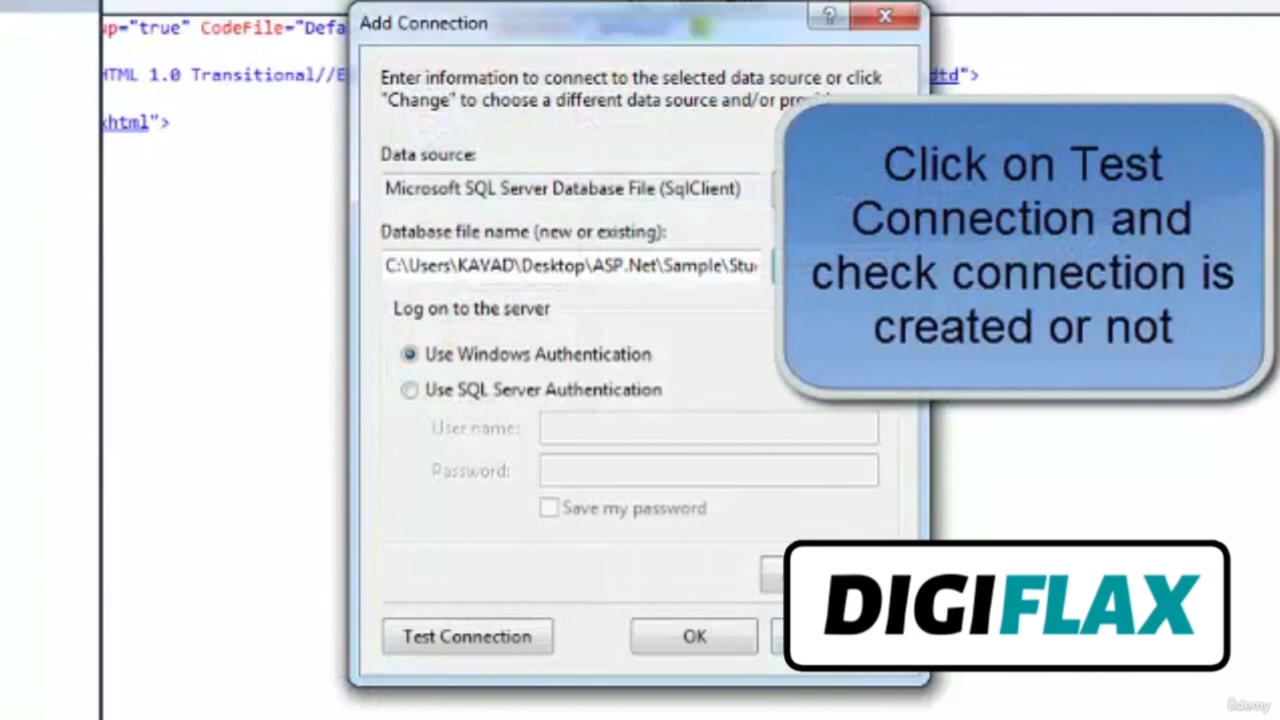 Add Connection
up="true" CodeFile="Defa
HTML 1.0 Transitional//E
dtd">
xhtml">
Enter information to connect to the selected data source or click
"Change" to choose a different data source and/or
Data source:
Microsoft SQL Server Database File (SqlClient)
Database file name (new or existing):
C:\Users\KAVAD\Desktop\ASP.Net\Sample\Stu
Log on to the server
Use Windows Authentication
Use SQL Server Authentication
User name:
Password:
Save my password
Test Connection
OK
Click on Test
Connection and
check connection is
created or not
DIGIFLAX
ûdemy